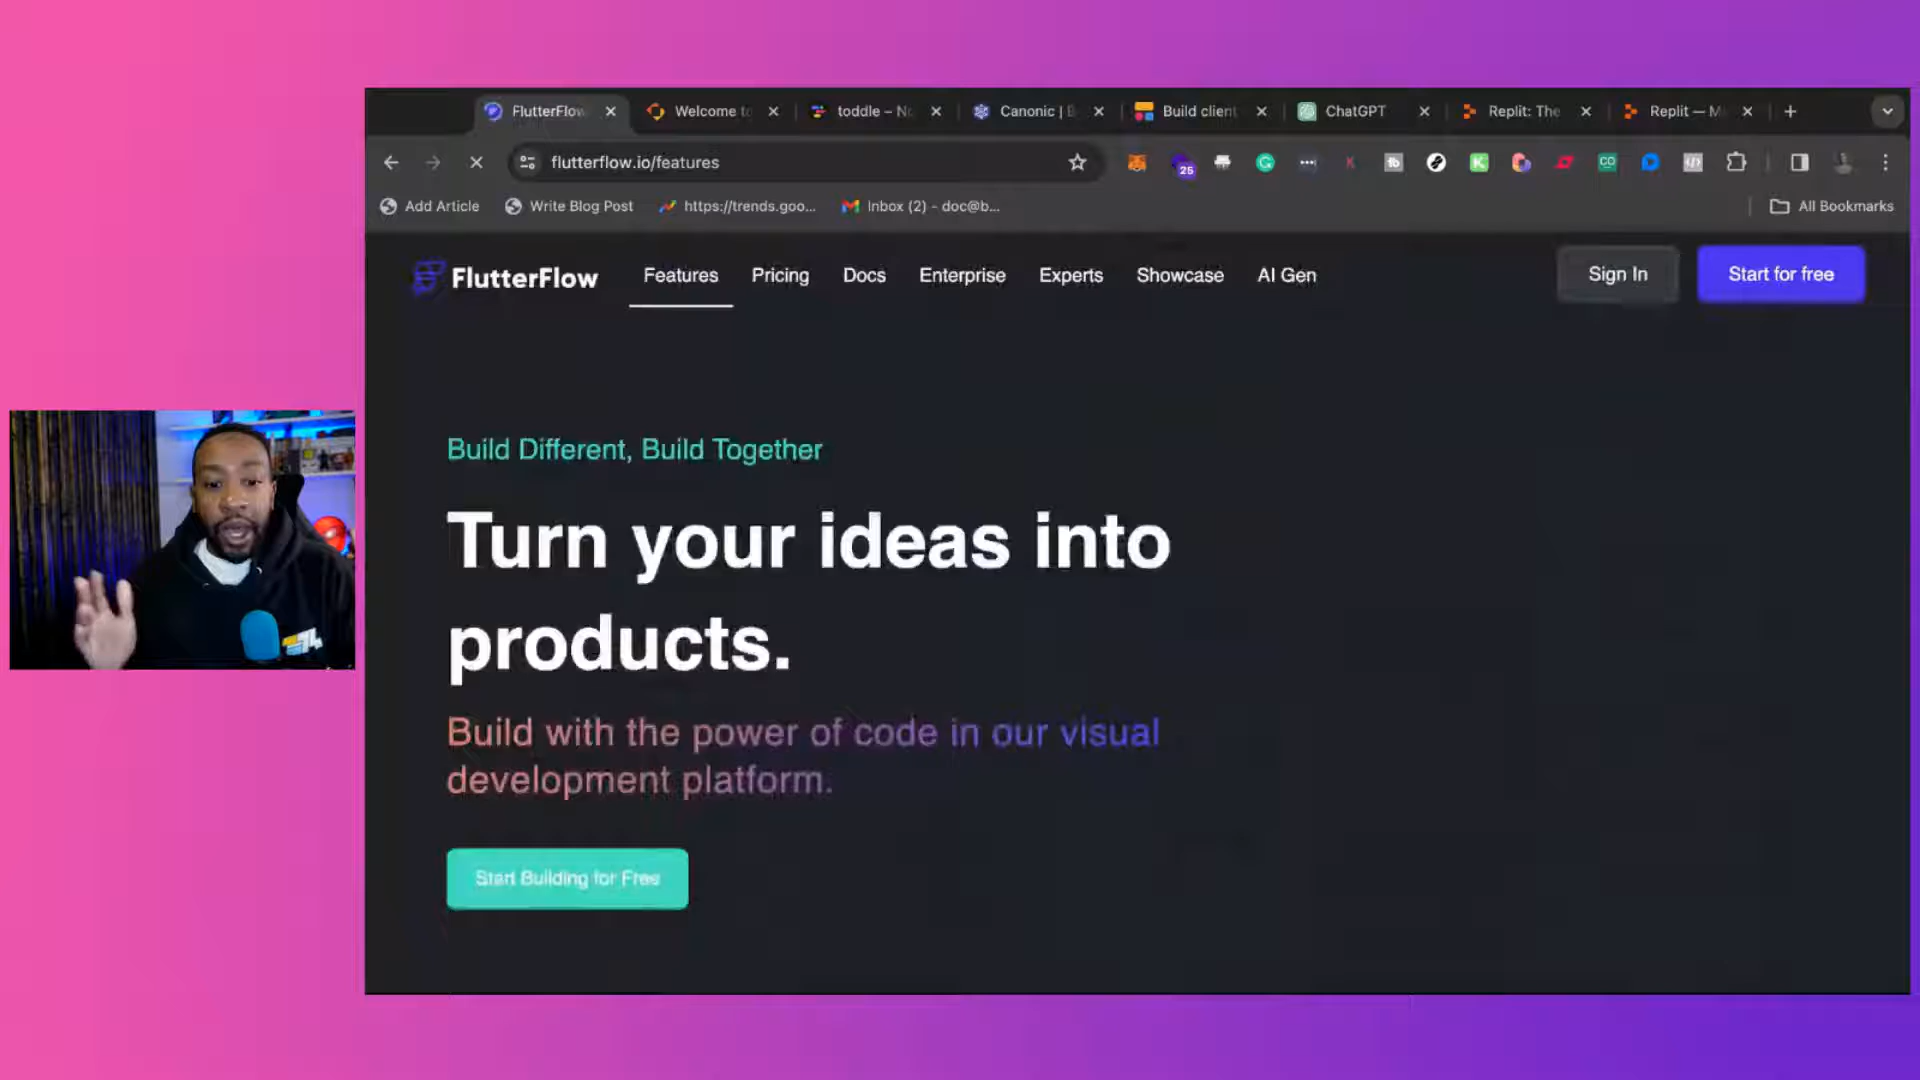 FlutterFlow
Welcome to
toddle – No
Canonic | B
Build client
ChatGPT
Replit: The
Replit — M
flutterflow.io/features
25
Add Article
Write Blog Post
https://trends.goo...
Inbox (2) - doc@b...
All Bookmarks
FlutterFlow
Features
Pricing
Docs
Enterprise
Experts
Showcase
AI Gen
Sign In
Start for free
Build Different, Build Together
Turn your ideas into
products.
Build with the power of code in our visual
development platform.
Start Building for Free